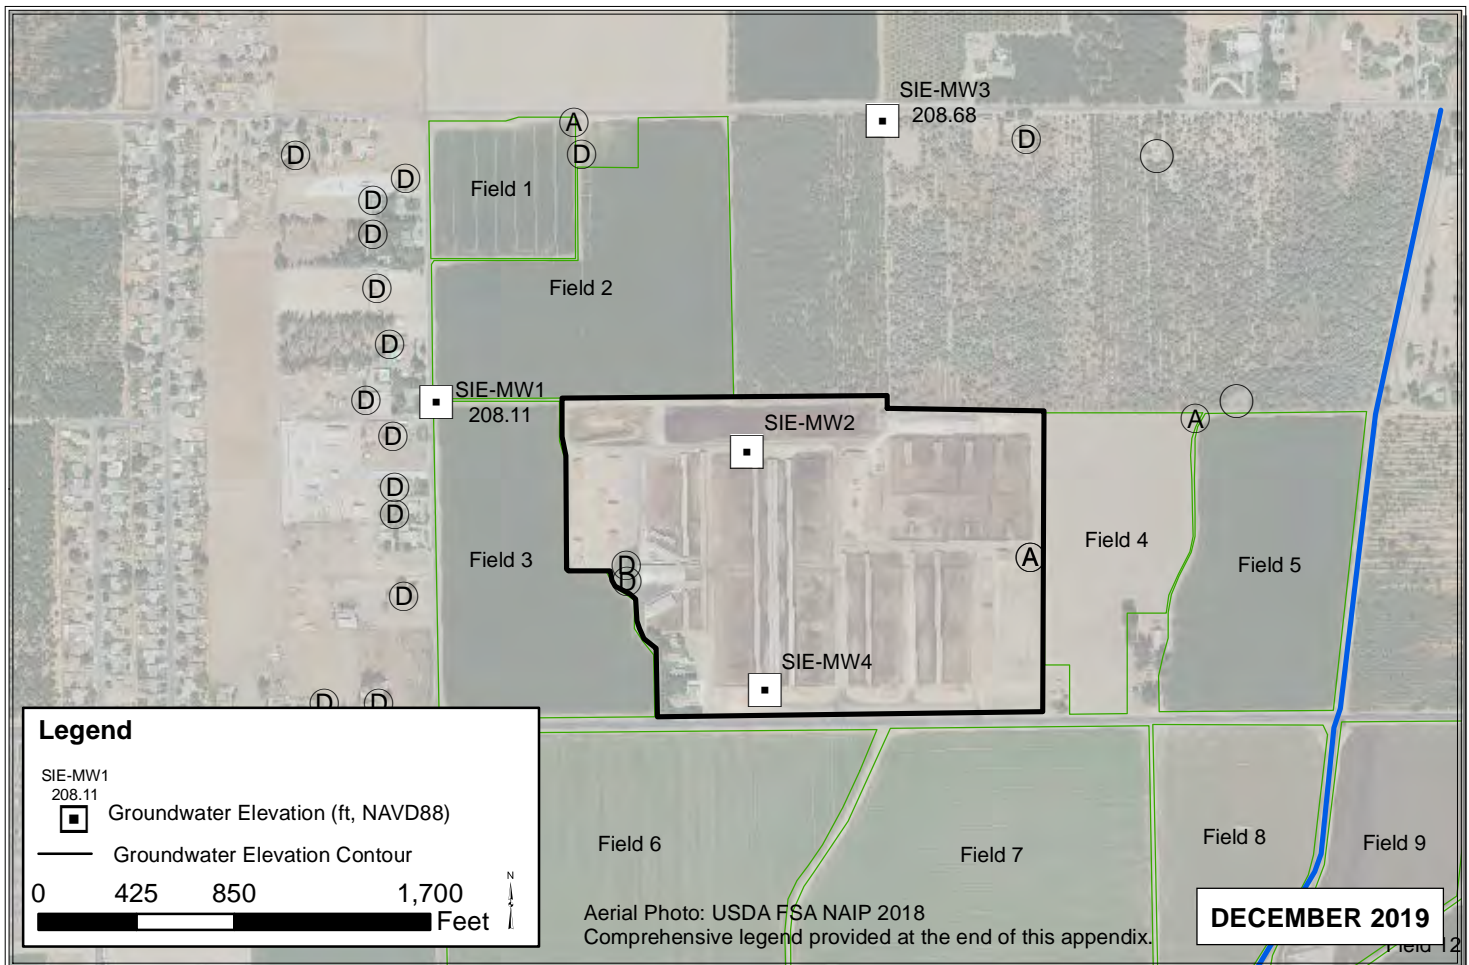 SIE-MW3
208.68
A
D
D
D
D
Field 1
D
D
D
Field 2
D
SIE-MW1
208.11
D
D
SIE-MW2
A
D
D
Field 3
Field 4
Field 5
D
D
A
D
SIE-MW4
D
D
Legend
SIE-MW1
208.11
Groundwater Elevation (ft, NAVD88)
Groundwater Elevation Contour
0 425 850 1,700
Feet
N
Field 6
Field 7
Field 8
Field 9
Aerial Photo: USDA FSA NAIP 2018
Comprehensive legend provided at the end of this appendix.
DECEMBER 2019
Field 12